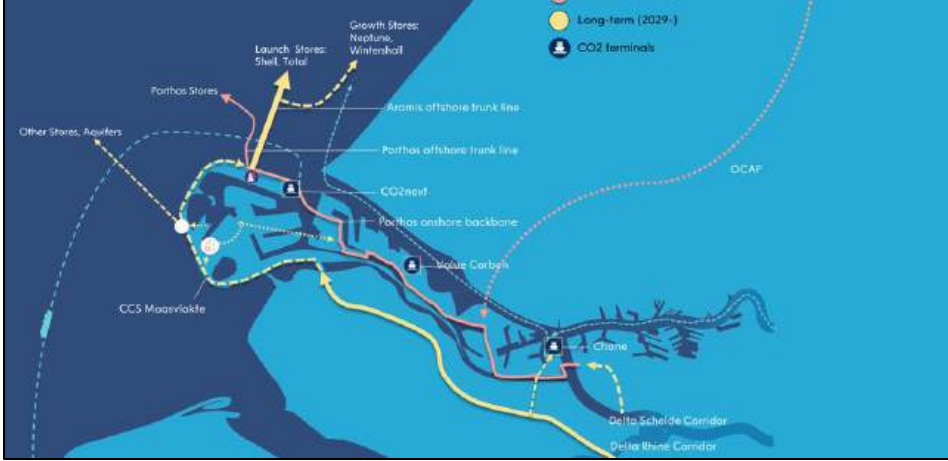 Long-term (2029-)
CO2 terminals
Growth Stores:
Neptune,
Wintershall
Launch Stores:
Shell, Total
Porthos Stores
Aramis offshore trunk line
Other Stores, Aquifers
Porthos offshore trunk line
OCAP
CO2next
Porthos onshore backbone
Value Carbon
CCS Maasvlakte
Chane
Delta Schelde Corridor
Delta Rhine Corridor